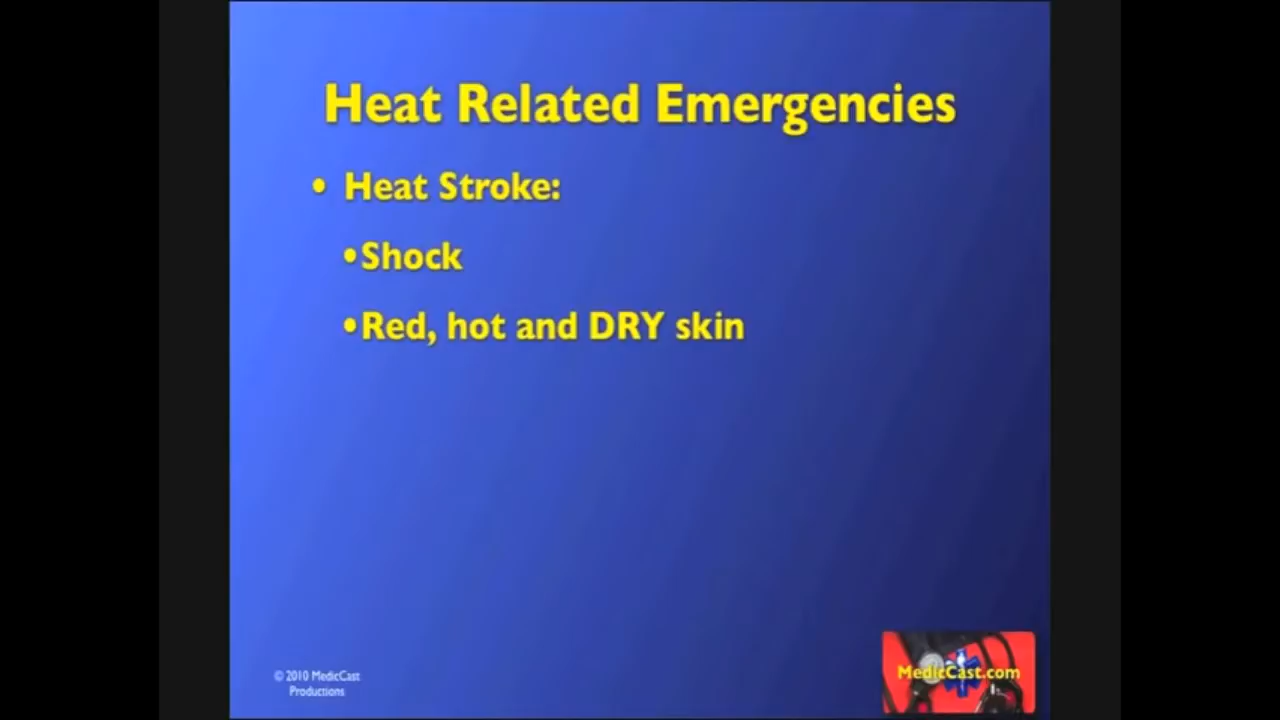 Heat Related Emergencies
• Heat Stroke:
•Shock
•Red, hot and DRY skin
© 2010 MedicCast
Productions
MedicCast.com